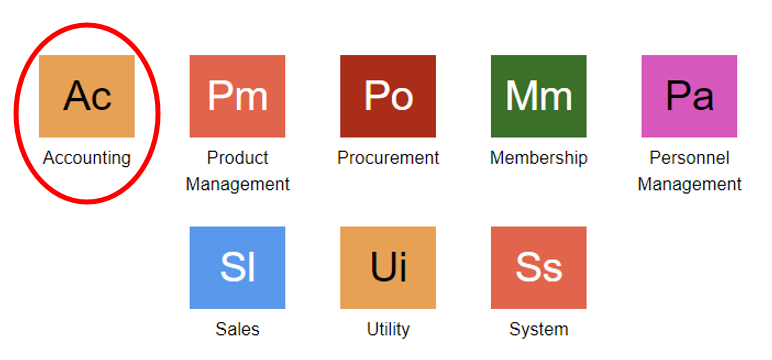 Ac Pm Po Mm Pa
Accounting Product Procurement Membership Personnel
Management Management
Sl Ui Ss
Sales Utility System